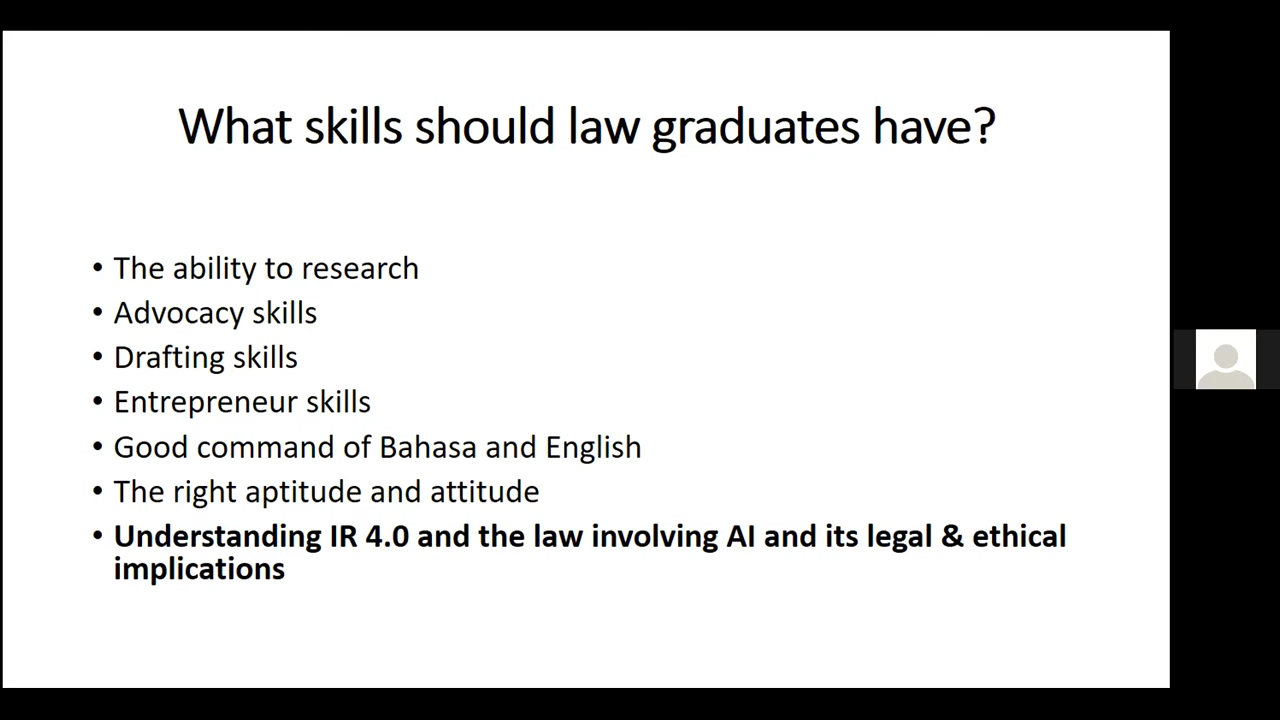 What skills should law graduates have?
• The ability to research
• Advocacy skills
• Drafting skills
• Entrepreneur skills
• Good command of Bahasa and English
• The right aptitude and attitude
• Understanding IR 4.0 and the law involving AI and its legal & ethical
implications